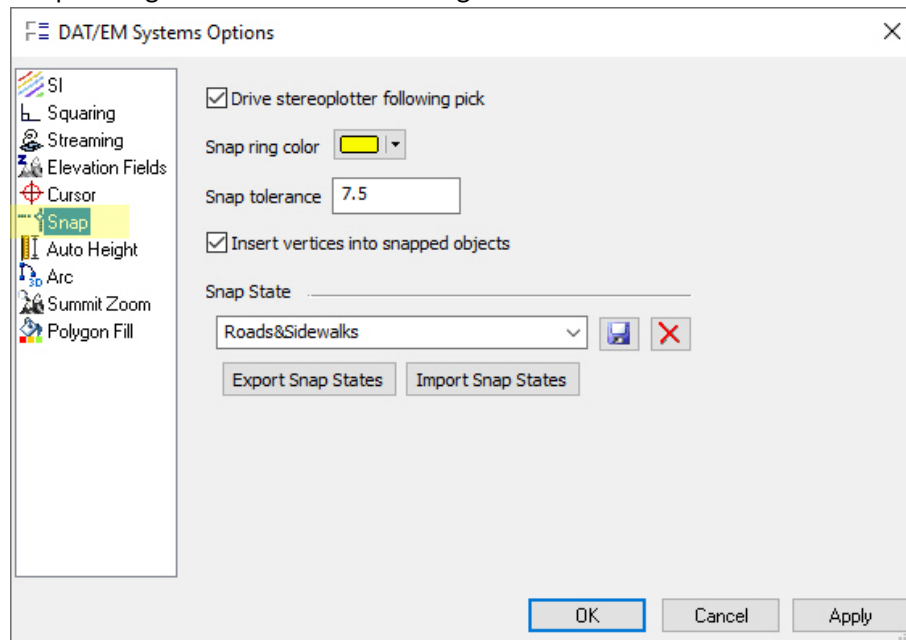 DAT/EM Systems Options
SI
Squaring
Streaming
Elevation Fields
Cursor
Snap
Auto Height
Arc
Summit Zoom
Polygon Fill
Drive stereoplotter following pick
Snap ring color
Snap tolerance 7.5
Insert vertices into snapped objects
Snap State
Roads&Sidewalks
Export Snap States Import Snap States
OK Cancel Apply